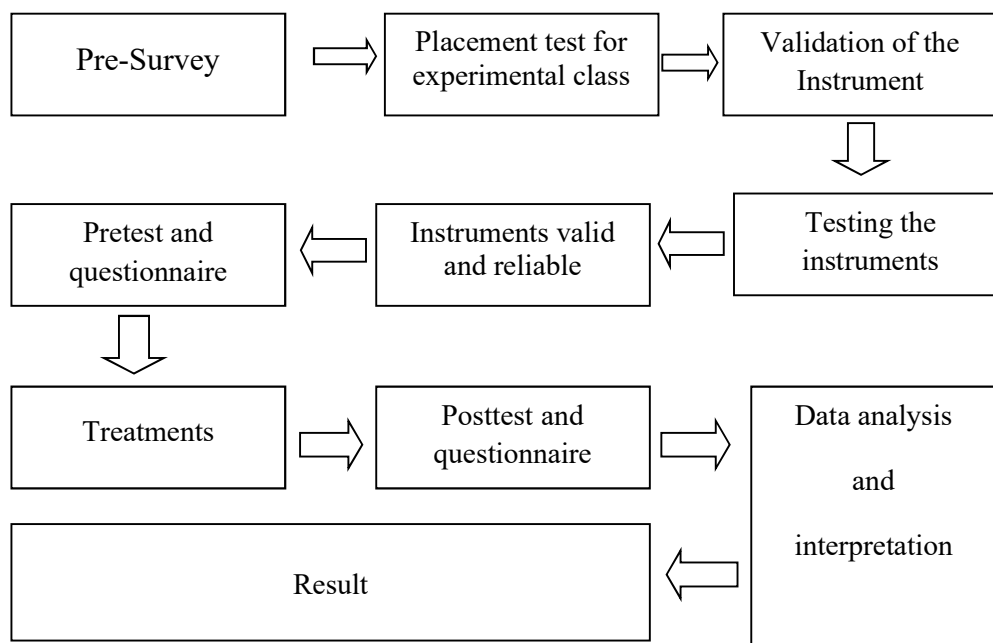 Pre-Survey
Placement test for
experimental class
Validation of the
Instrument
Pretest and
questionnaire
Instruments valid
and reliable
Testing the
instruments
Treatments
Posttest and
questionnaire
Data analysis
and
interpretation
Result